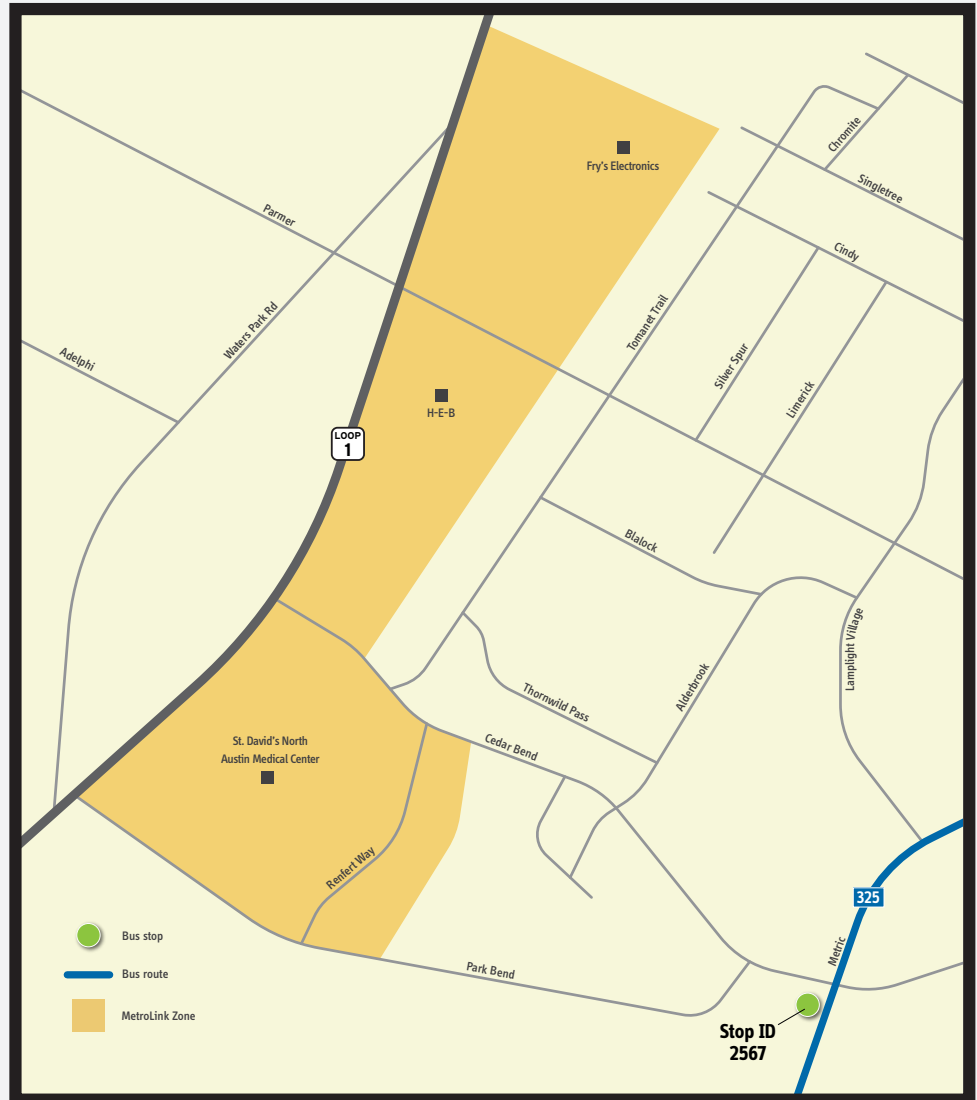 Fry's Electronics
Chromite
Singletree
Parmer
Cindy
Waters Park Rd
Tomanet Trail
Adelphi
Silver Spur
Limerick
H-E-B
LOOP
1
Blalock
Lamplight Village
Alderbrook
Thornwild Pass
Cedar Bend
St. David's North
Austin Medical Center
Renfert Way
325
Metric
Park Bend
Stop ID
2567
Bus stop
Bus route
MetroLink Zone